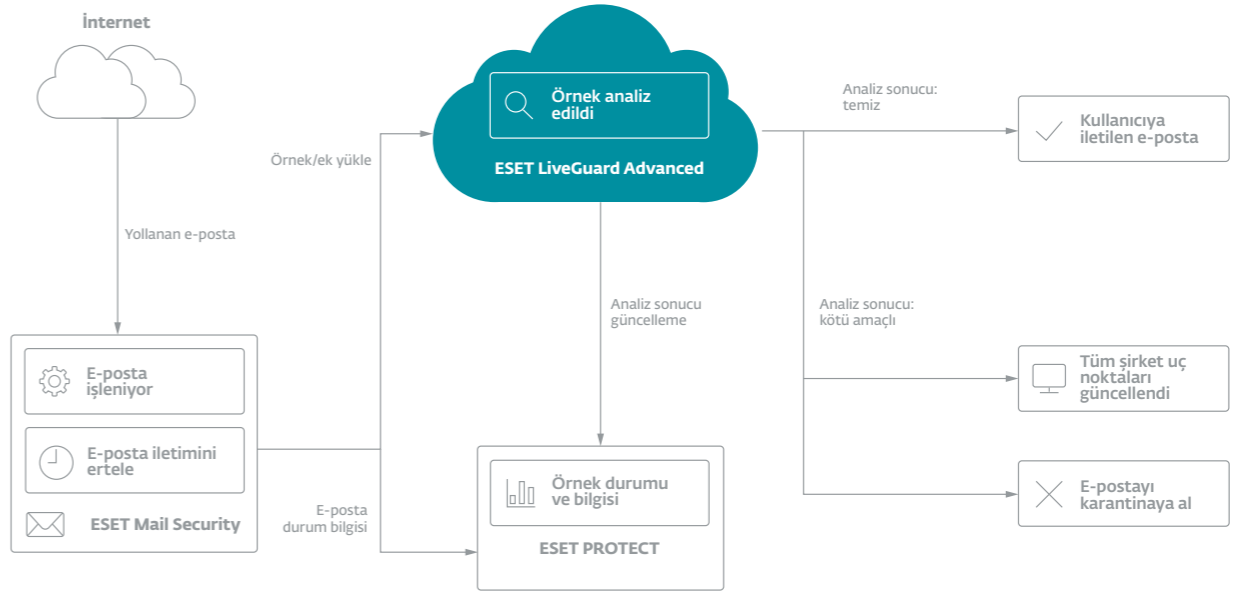 İnternet
Yollanan e-posta
E-posta
işleniyor
E-posta iletimini
ertele
ESET Mail Security
Örnek/ek yükle
E-posta
durum bilgisi
Örnek analiz
edildi
ESET LiveGuard Advanced
Analiz sonucu
güncelleme
Örnek durumu
ve bilgisi
ESET PROTECT
Analiz sonucu:
temiz
Kullanıcıya
iletilen e-posta
Analiz sonucu:
kötü amaçlı
Tüm şirket uç
noktaları
güncellendi
E-postayı
karantinaya al